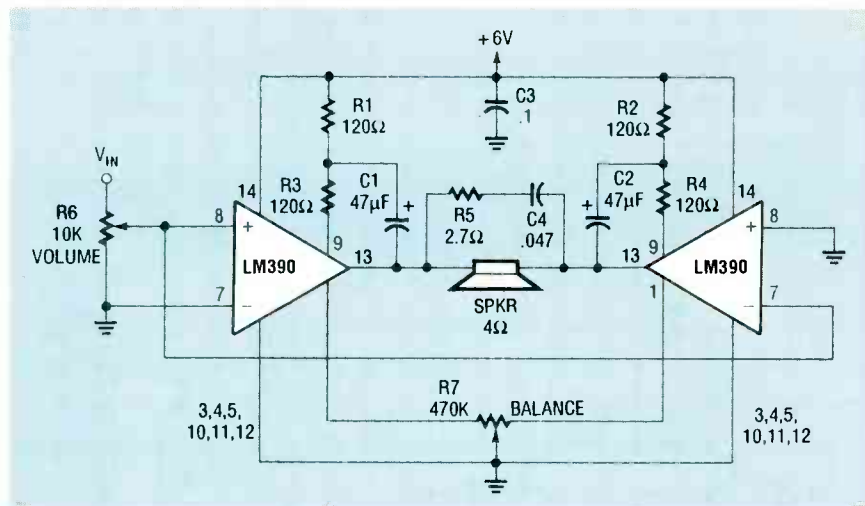 +6V
R1
120Ω
C3
.1
R2
120Ω
V_IN
R6
10K
VOLUME
14
R3
120Ω
C1
47µF
+
R5
2.7Ω
C4
.047
+
C2
47µF
R4
120Ω
14
8
+
7
−
LM390
9
13
SPKR
4Ω
13
9
1
LM390
8
+
7
−
3,4,5,
10,11,12
R7
470K
BALANCE
3,4,5,
10,11,12